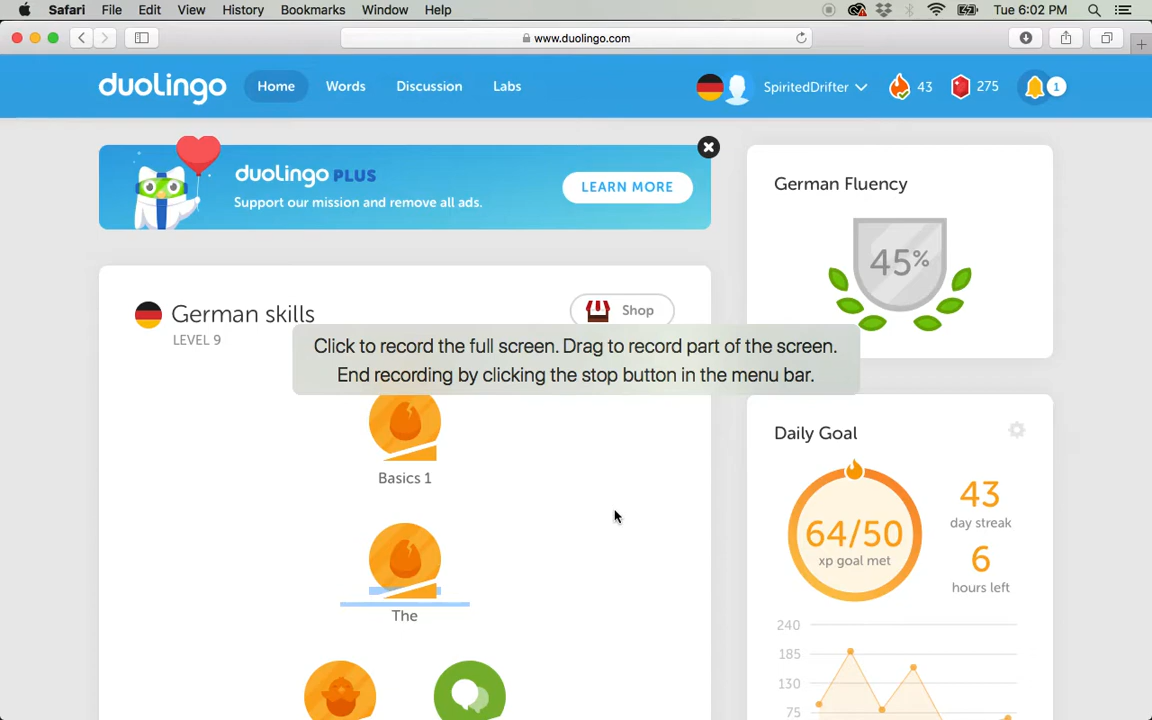 Safari File Edit View History Bookmarks Window Help Tue 6:02 PM
www.duolingo.com
duolingo Home Words Discussion Labs SpiritedDrifter 43 275 1
duolingo PLUS
Support our mission and remove all ads.
LEARN MORE
German Fluency
45%
German skills
LEVEL 9
Shop
Click to record the full screen. Drag to record part of the screen.
End recording by clicking the stop button in the menu bar.
Basics 1
The
Daily Goal
64/50
xp goal met
43
day streak
6
hours left
240
185
130
75